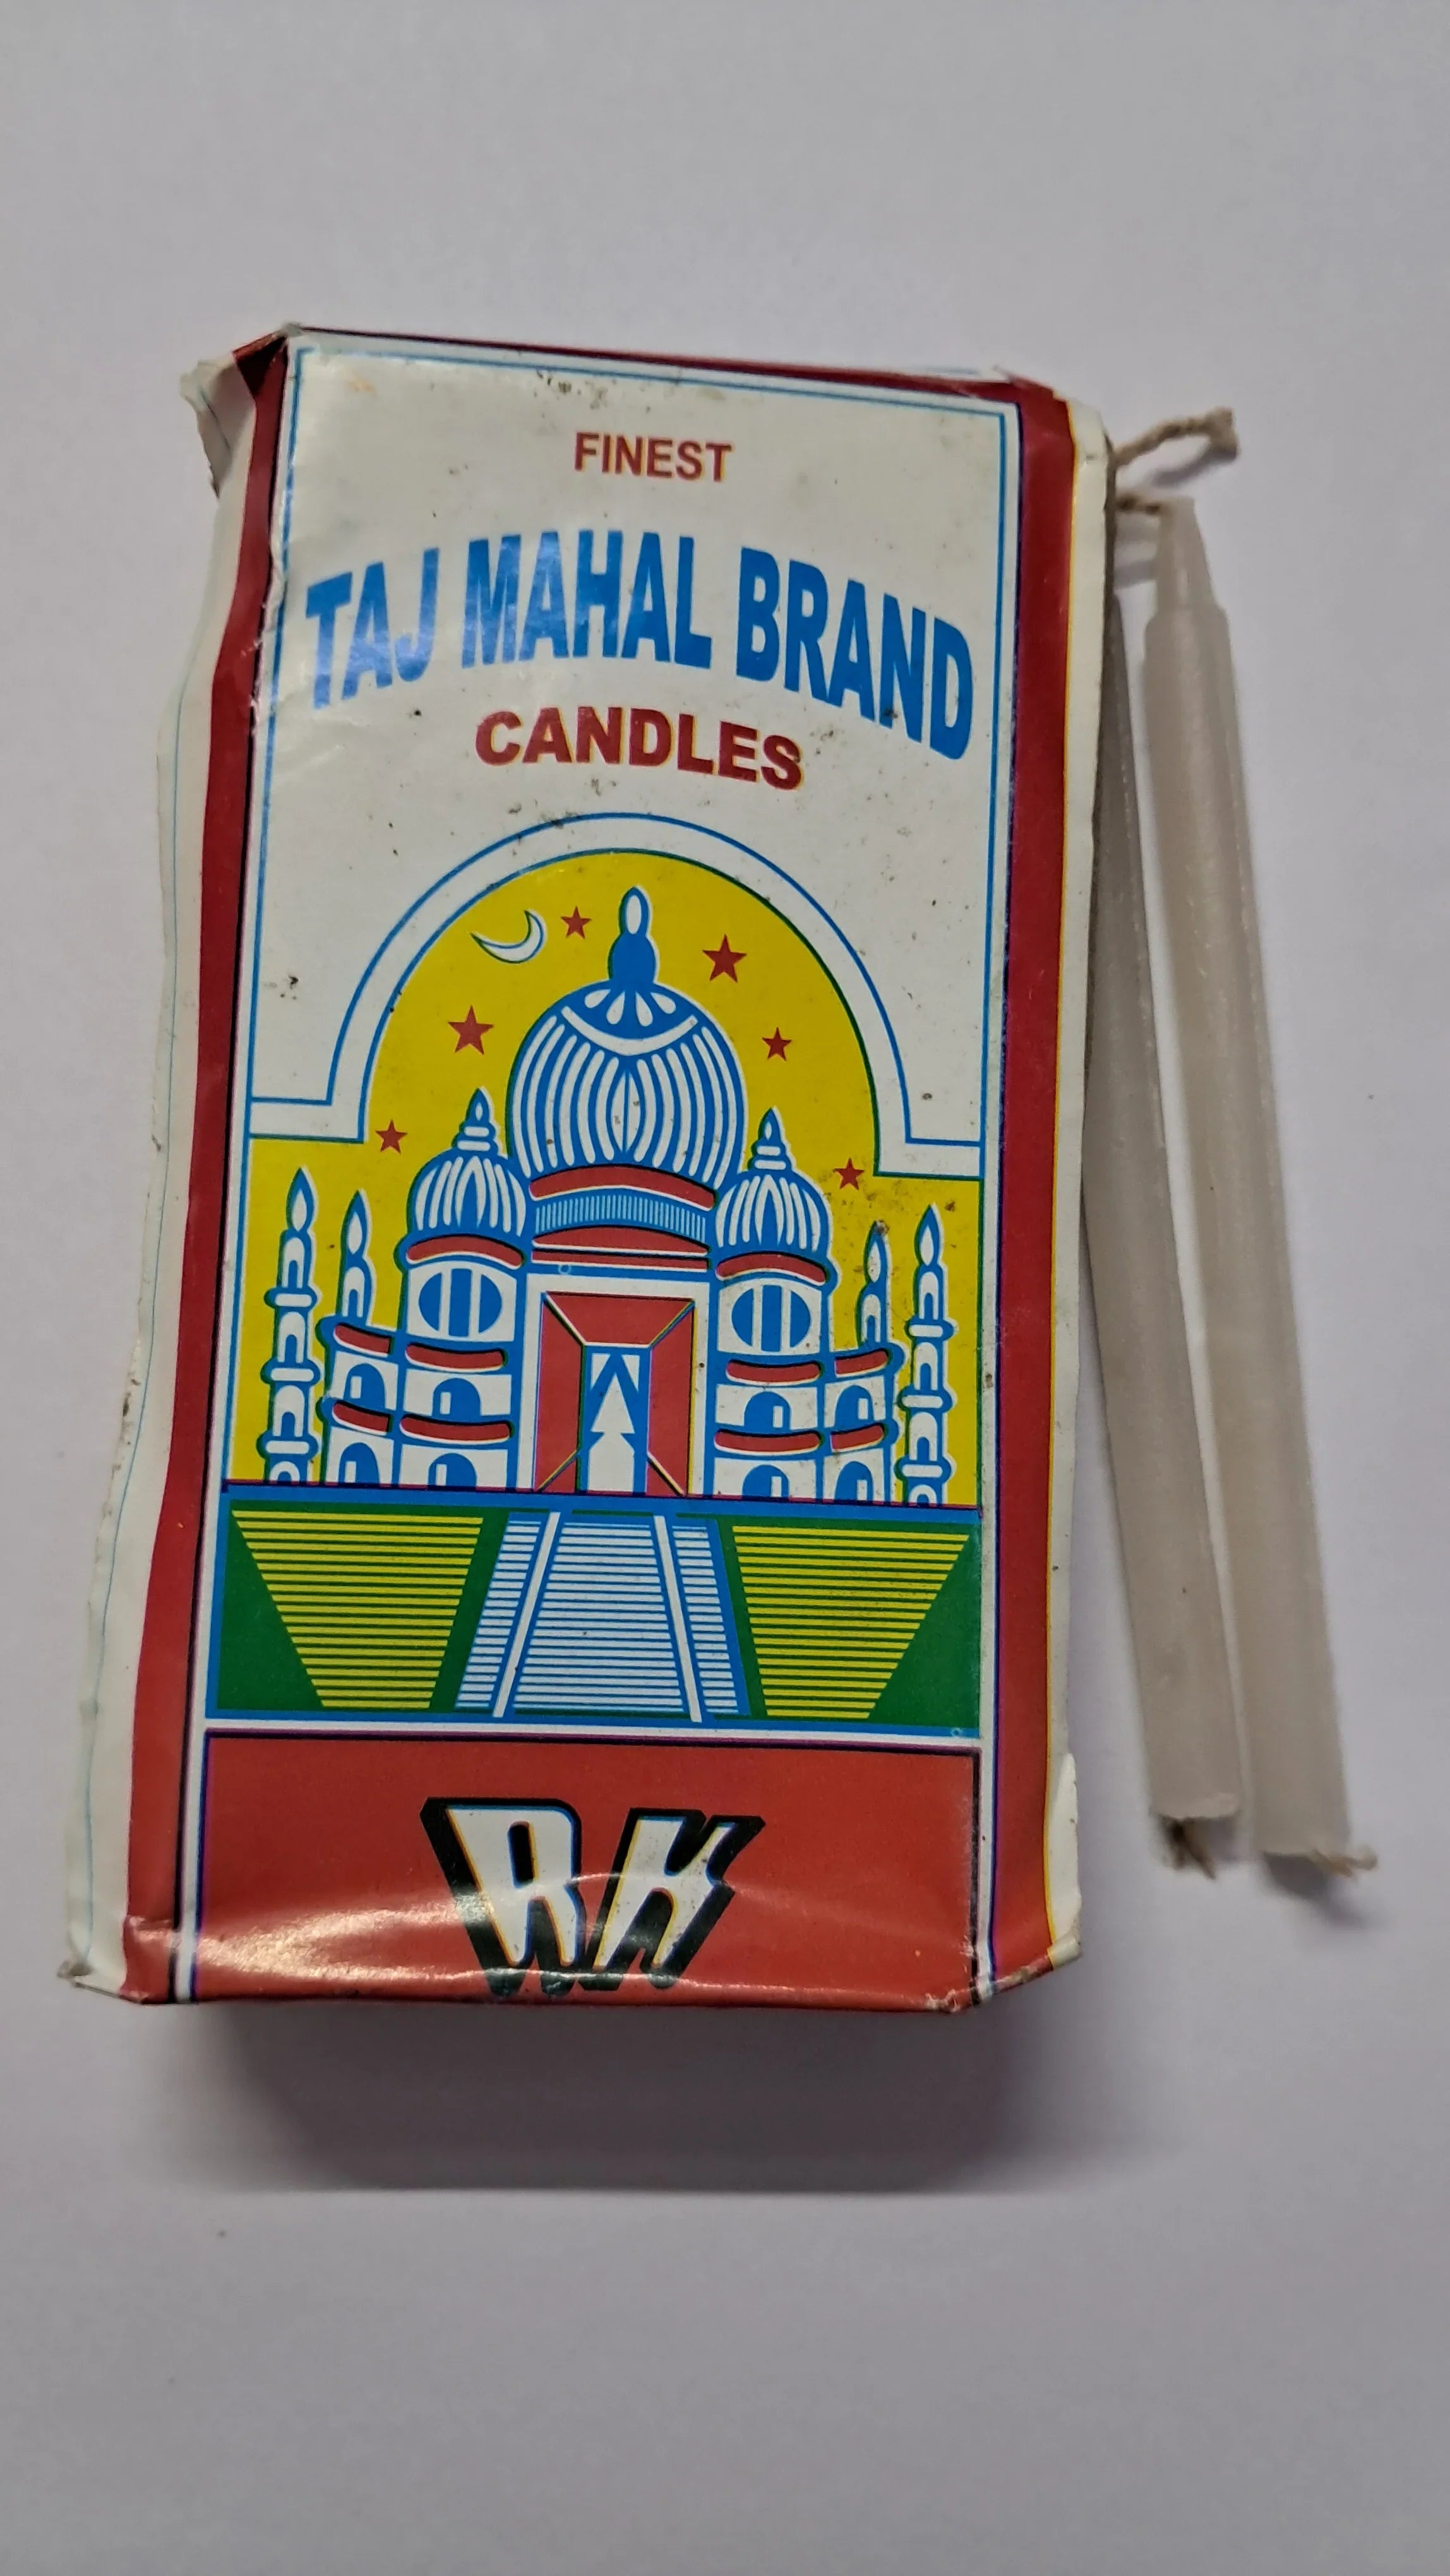 FINEST
TAJ MAHAL BRAND
CANDLES
RK